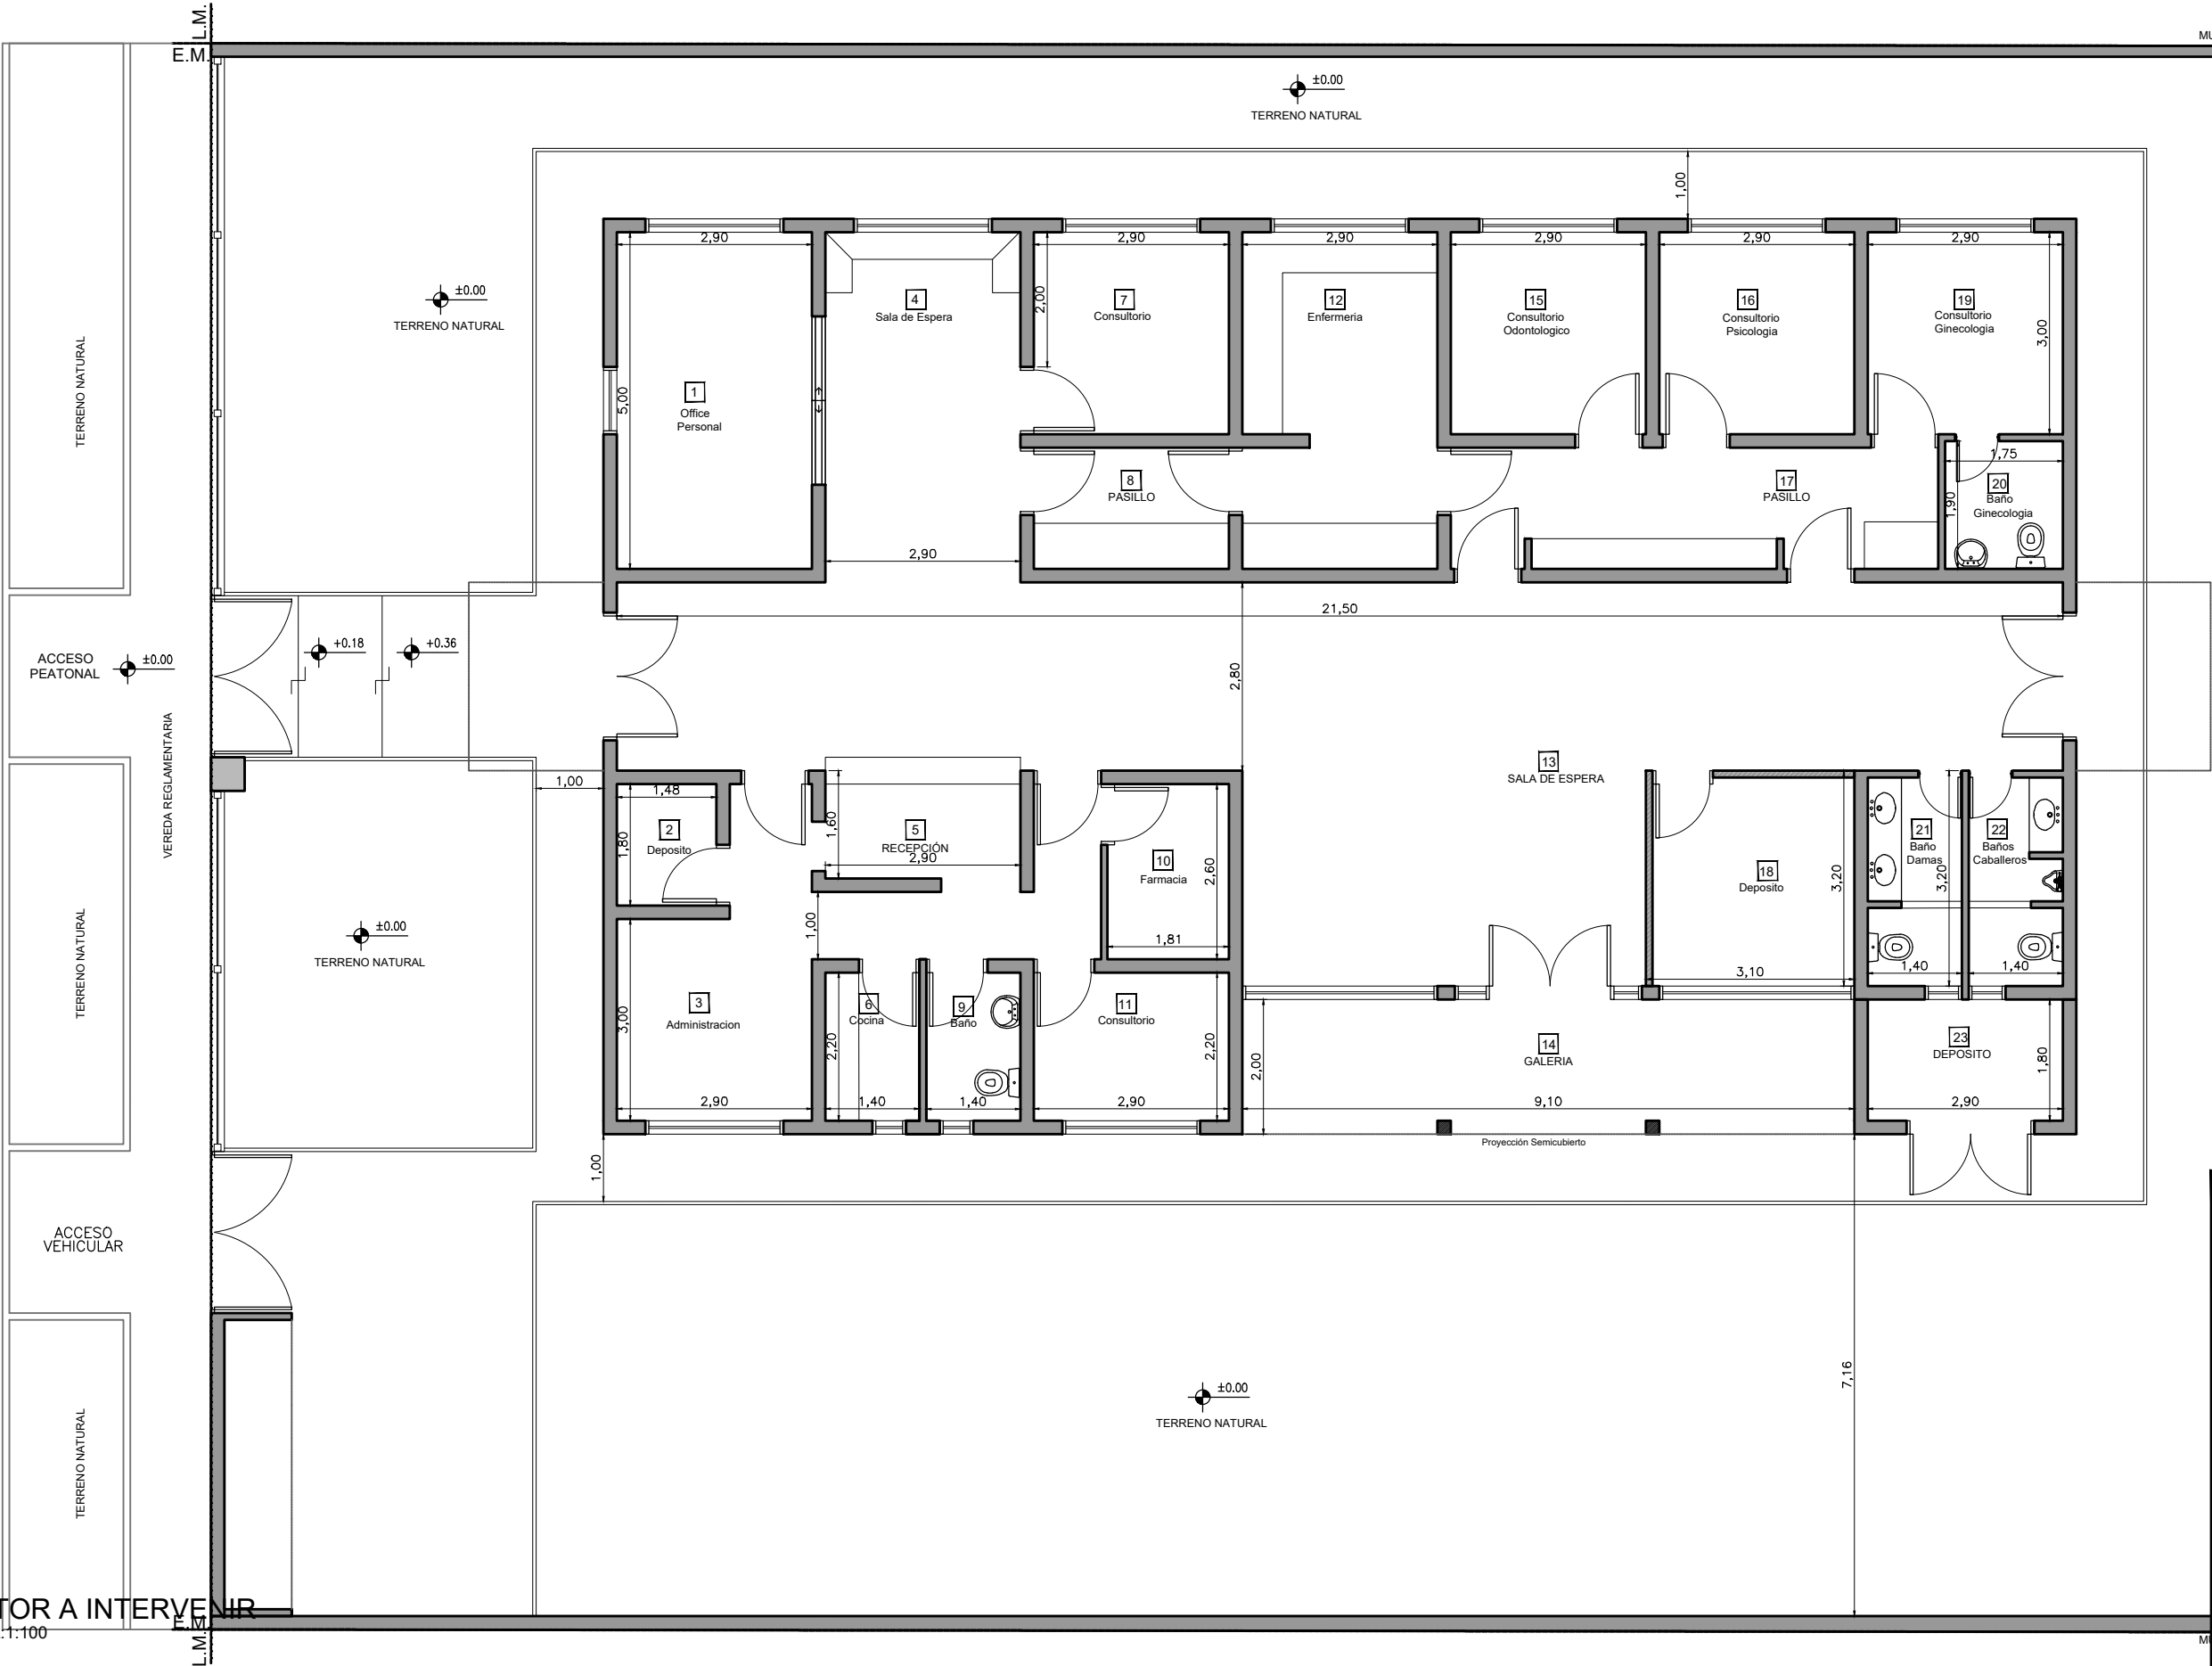 L.M.
E.M.
±0.00
TERRENO NATURAL
1,00
2,90
2,90
2,90
2,90
2,90
2,90
±0.00
TERRENO NATURAL
TERRENO NATURAL
5,00
1
Office
Personal
4
Sala de Espera
2,00
7
Consultorio
12
Enfermeria
15
Consultorio
Odontologico
16
Consultorio
Psicologia
19
Consultorio
Ginecologia
3,00
8
PASILLO
17
PASILLO
1,75
1,90
20
Baño
Ginecologia
2,90
21,50
2,80
ACCESO
PEATONAL
±0.00
+0.18
+0.36
VEREDA REGLAMENTARIA
1,00
1,48
1,80
2
Deposito
1,60
5
RECEPCIÓN
2,90
10
Farmacia
2,60
1,81
13
SALA DE ESPERA
18
Deposito
3,20
3,10
21
Baño
Damas
3,20
22
Baños
Caballeros
1,40
1,40
TERRENO NATURAL
±0.00
TERRENO NATURAL
1,00
3
Administracion
3,00
2,90
6
Cocina
2,20
1,40
9
Baño
1,40
11
Consultorio
2,20
2,90
2,00
14
GALERIA
9,10
23
DEPOSITO
1,80
2,90
Proyección Semicubierto
1,00
ACCESO
VEHICULAR
7,16
±0.00
TERRENO NATURAL
TERRENO NATURAL
TOR A INTERVENIR
:1:100
E.M.
L.M.